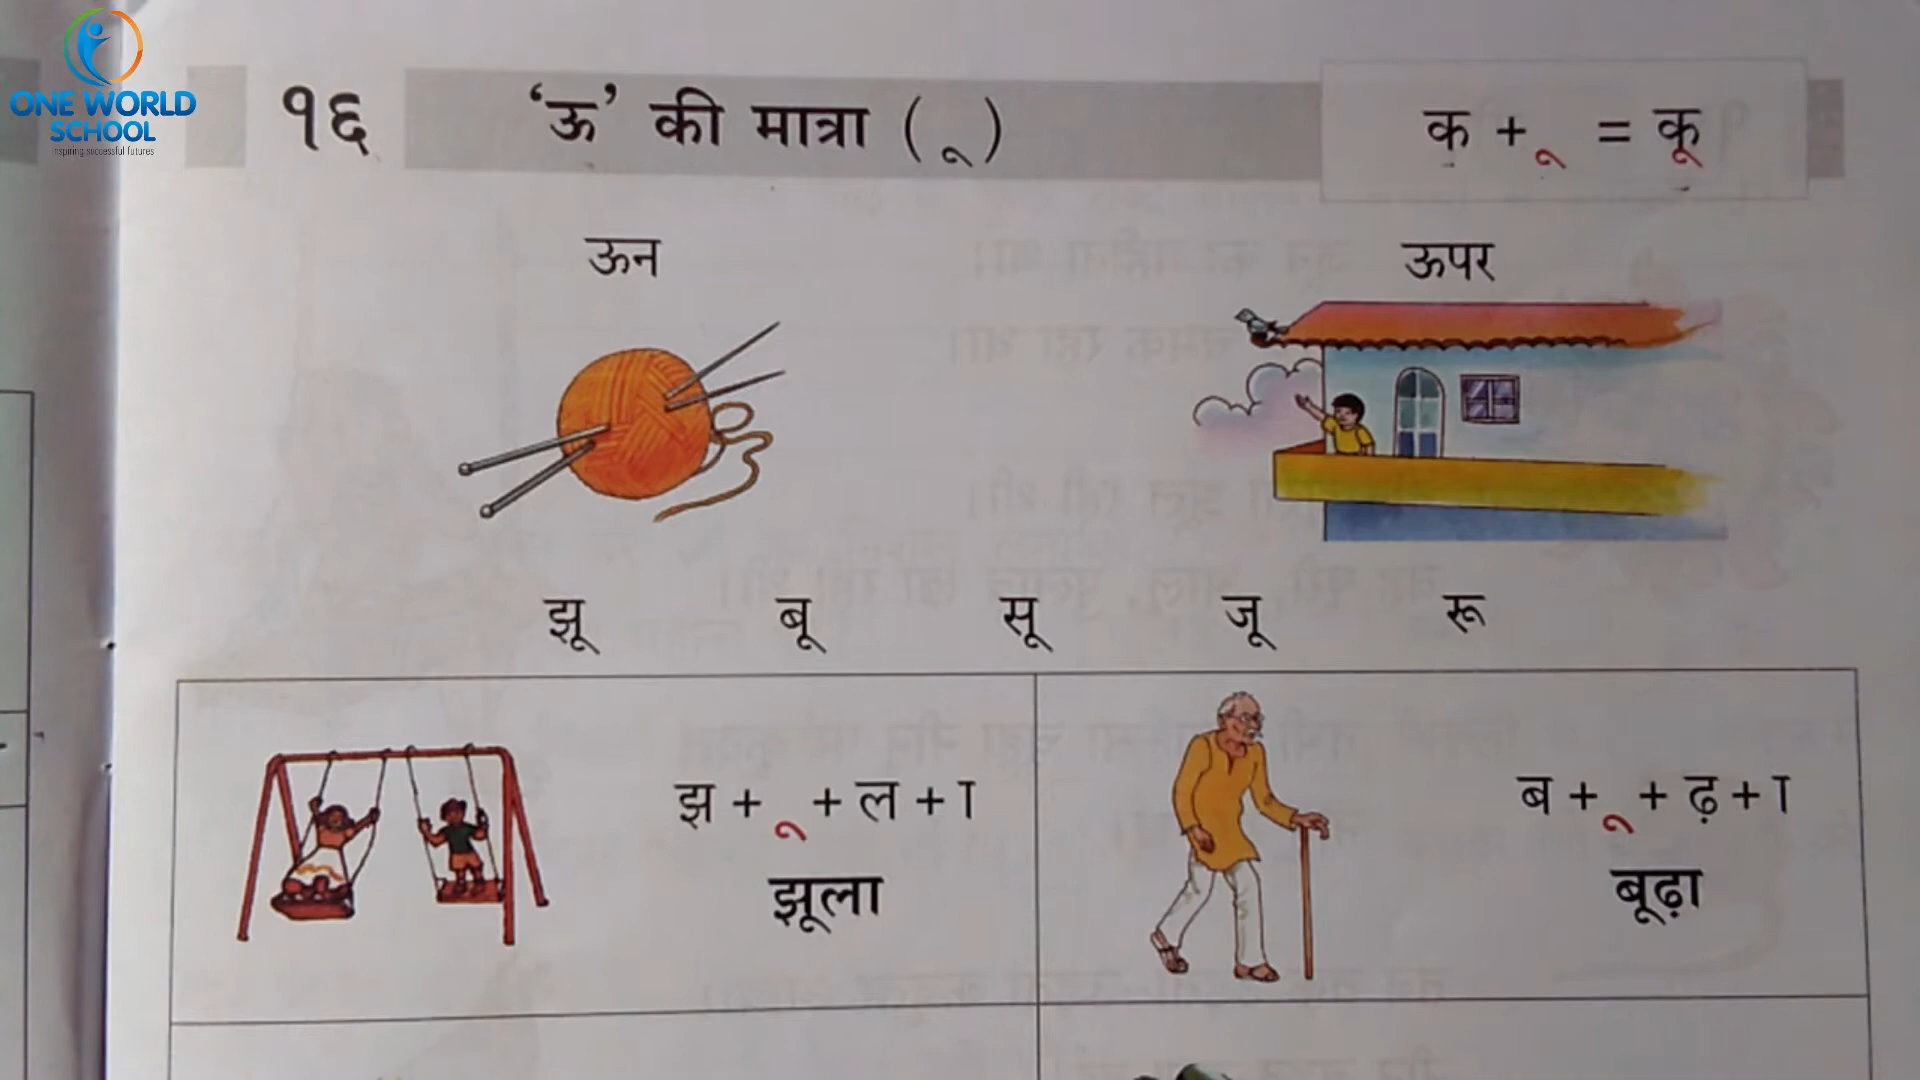 ONE WORLD
SCHOOL
Inspiring successful futures
१६ ‘ऊ’ की मात्रा ( ू ) क + ू = कू
ऊन ऊपर
झू बू सू जू रू
झ + ू + ल + ा ब + ू + ढ़ + ा
झूला बूढ़ा